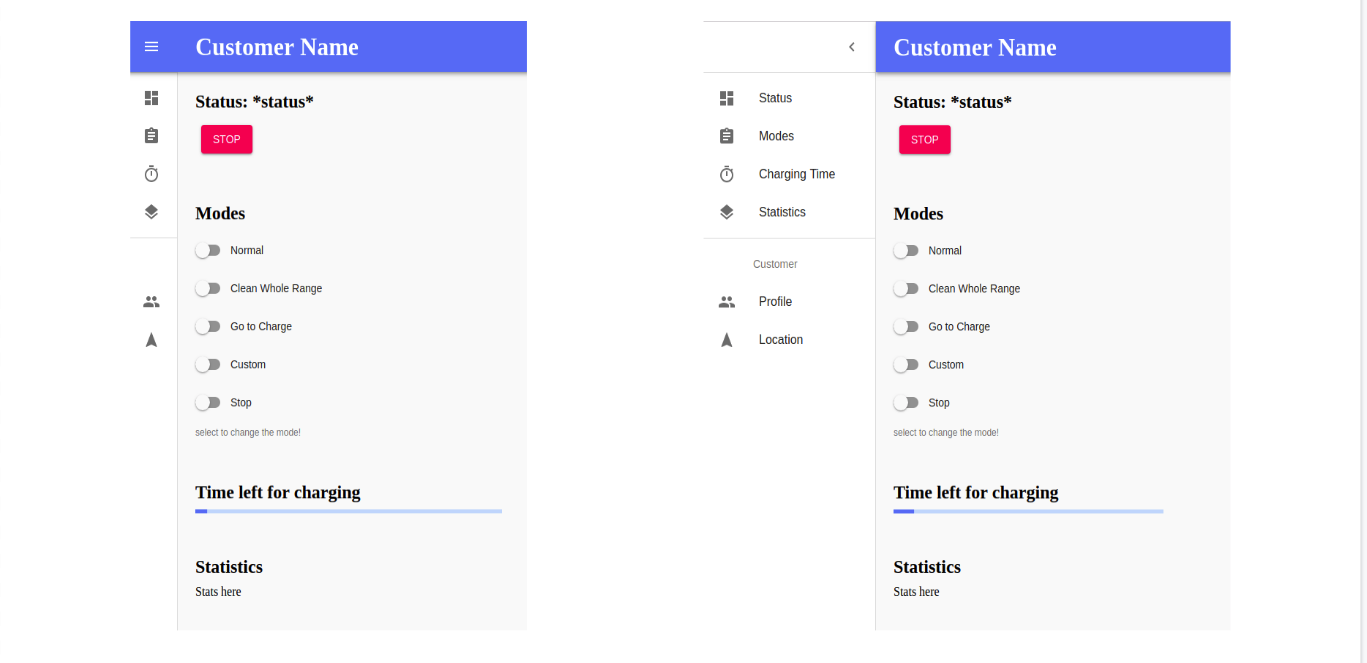 Customer Name
Status: *status*
STOP
Modes
Normal
Clean Whole Range
Go to Charge
Custom
Stop
select to change the mode!
Time left for charging
Statistics
Stats here
Status
Modes
Charging Time
Statistics
Customer
Profile
Location
Customer Name
Status: *status*
STOP
Modes
Normal
Clean Whole Range
Go to Charge
Custom
Stop
select to change the mode!
Time left for charging
Statistics
Stats here